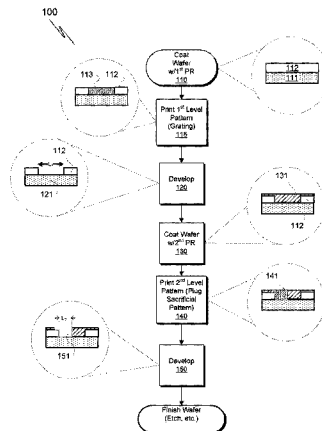 100
Coat
Wafer
w/1st PR
110
112
111
113
112
Print 1st Level
Pattern
(Grating)
115
112
121
Develop
120
131
112
Coat Wafer
w/2nd PR
130
141
Print 2nd Level
Pattern (Plug
Sacrificial
Pattern)
140
151
Develop
150
Finish Wafer
(Etch, etc.)